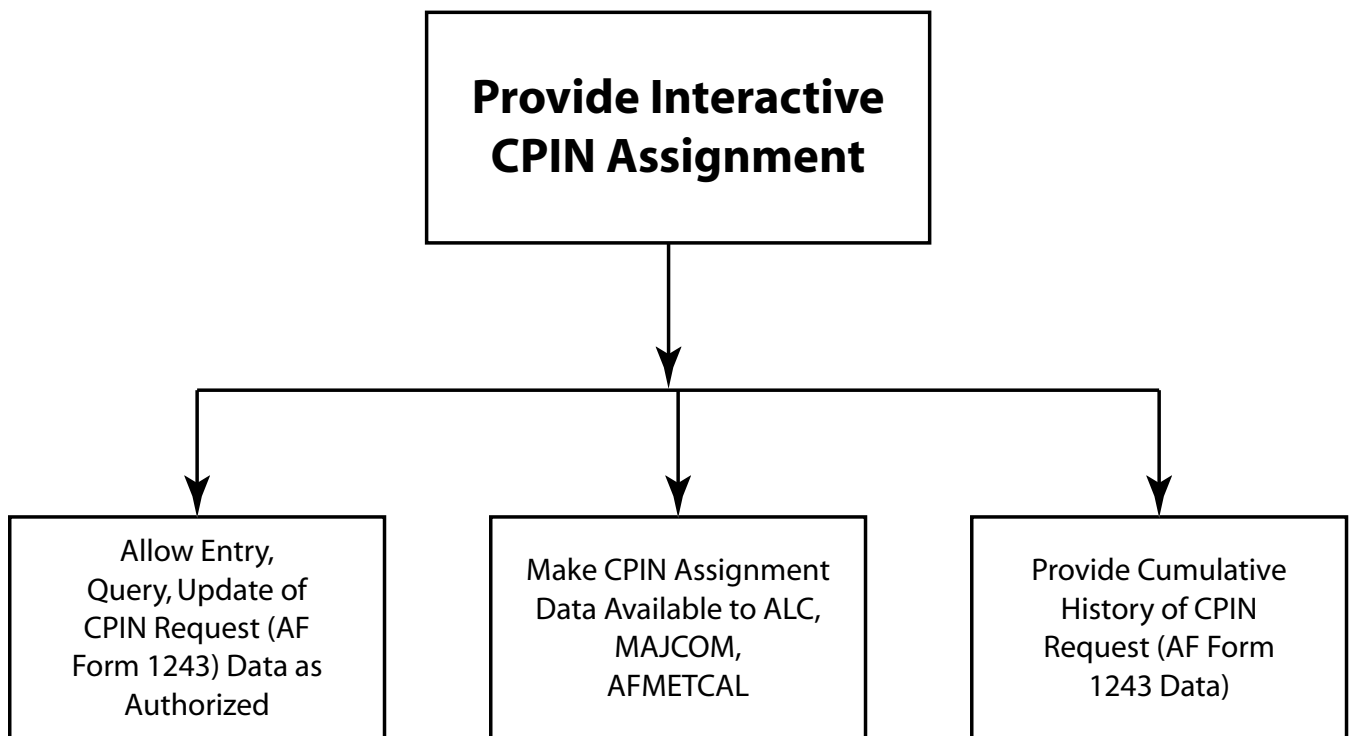 Provide Interactive
CPIN Assignment
Allow Entry,
Query, Update of
CPIN Request (AF
Form 1243) Data as
Authorized
Make CPIN Assignment
Data Available to ALC,
MAJCOM,
AFMETCAL
Provide Cumulative
History of CPIN
Request (AF Form
1243 Data)